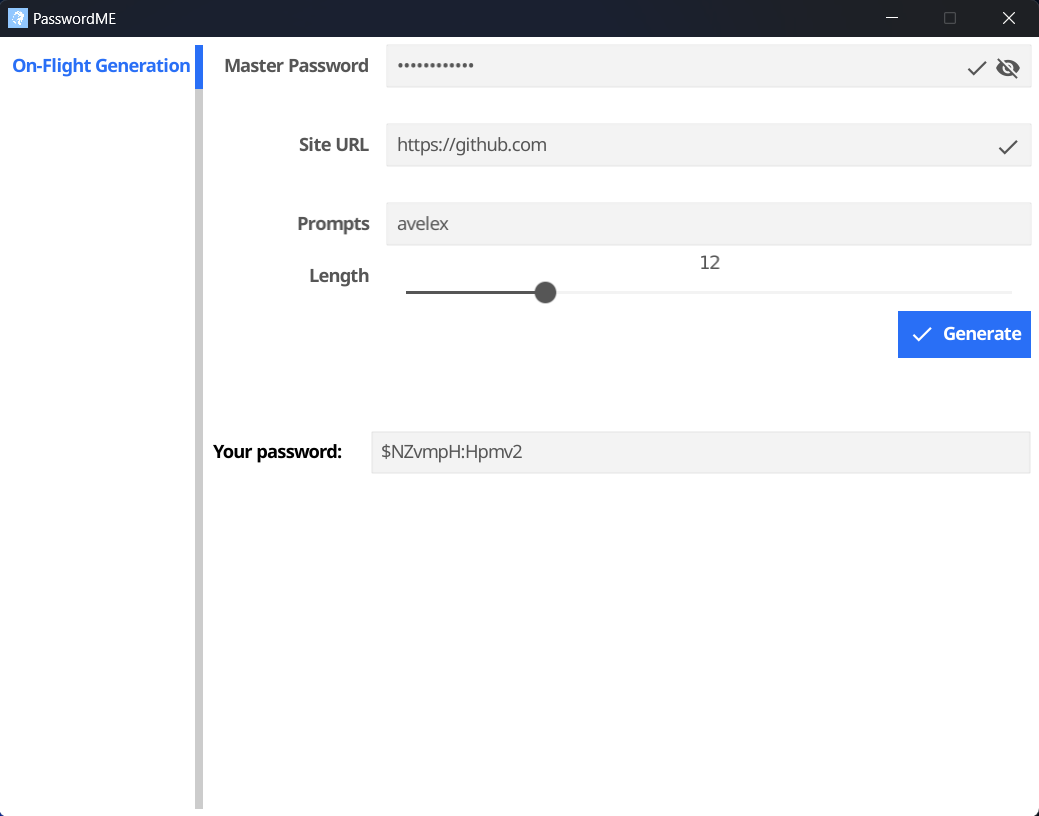 PasswordME
On-Flight Generation
Master Password
••••••••••••
Site URL
https://github.com
Prompts
avelex
Length
12
Generate
Your password:
$NZvmpH:Hpmv2